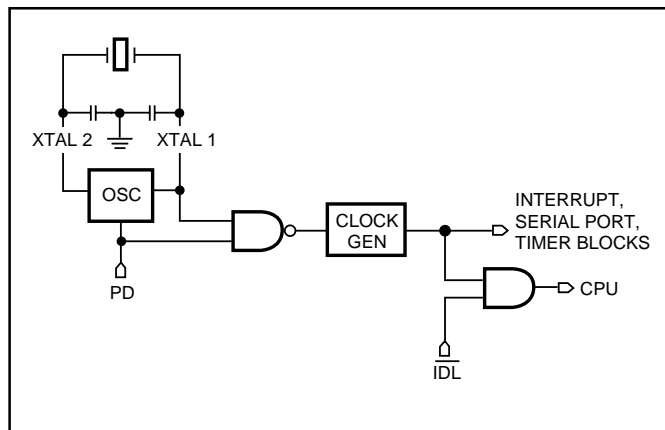 XTAL 2
XTAL 1
OSC
PD
CLOCK
GEN
INTERRUPT,
SERIAL PORT,
TIMER BLOCKS
CPU
IDL